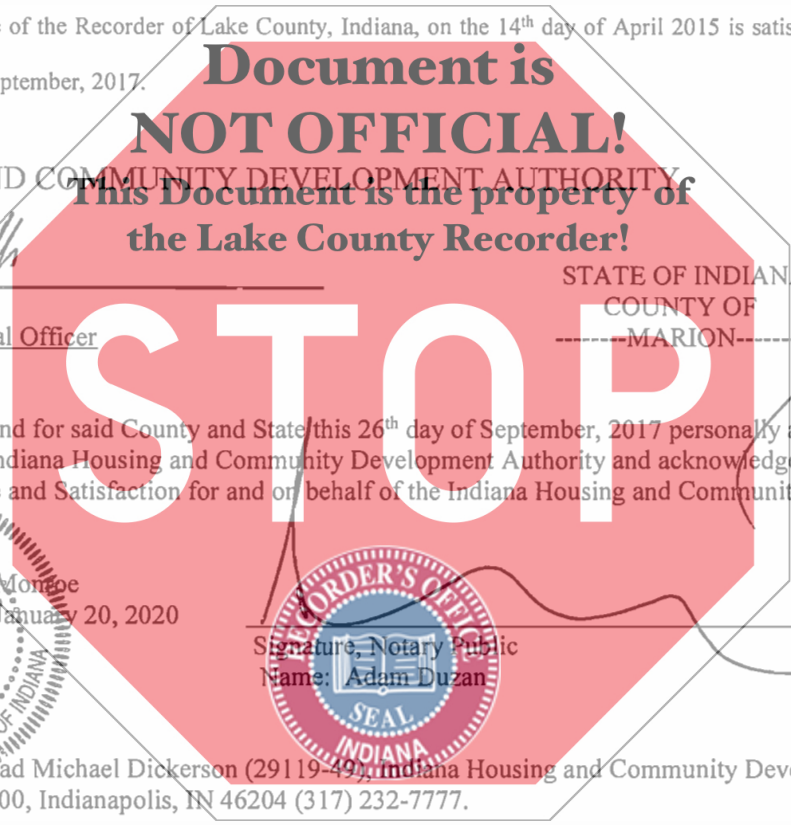 e of the Recorder of Lake County, Indiana, on the 14th day of April 2015 is satis
Document is
ptember, 2017.
NOT OFFICIAL!
ND COMMUNITY DEVELOPMENT AUTHORITY
This Document is the property of
the Lake County Recorder!
STATE OF INDIANA
COUNTY OF
al Officer
--------MARION------
STOP
nd for said County and State this 26th day of September, 2017 personally a
ndiana Housing and Community Development Authority and acknowledge
e and Satisfaction for and on behalf of the Indiana Housing and Communit
Monroe
January 20, 2020
RECORDER'S OFFICE
Signature, Notary Public
Name: Adam Duzan
SEAL
INDIANA
OF INDIANA
ad Michael Dickerson (29119-49), Indiana Housing and Community Deve
00, Indianapolis, IN 46204 (317) 232-7777.